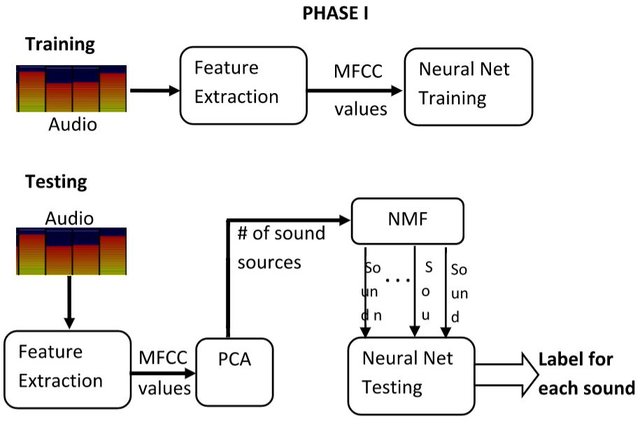 PHASE I
Training
Audio
Feature
Extraction
MFCC
values
Neural Net
Training
Testing
Audio
Feature
Extraction
MFCC
values
PCA
# of sound
sources
NMF
So
un
d n
...
S
o
u
So
un
d
Neural Net
Testing
Label for
each sound